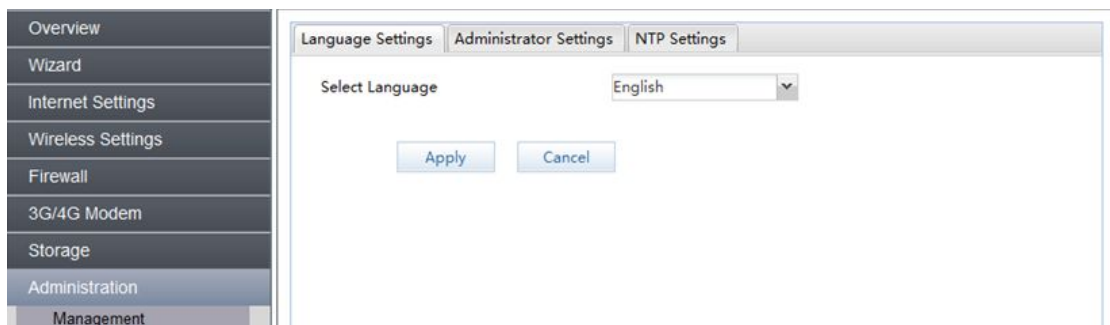 Overview
Wizard
Internet Settings
Wireless Settings
Firewall
3G/4G Modem
Storage
Administration
Management
Language Settings Administrator Settings NTP Settings
Select Language English
Apply Cancel